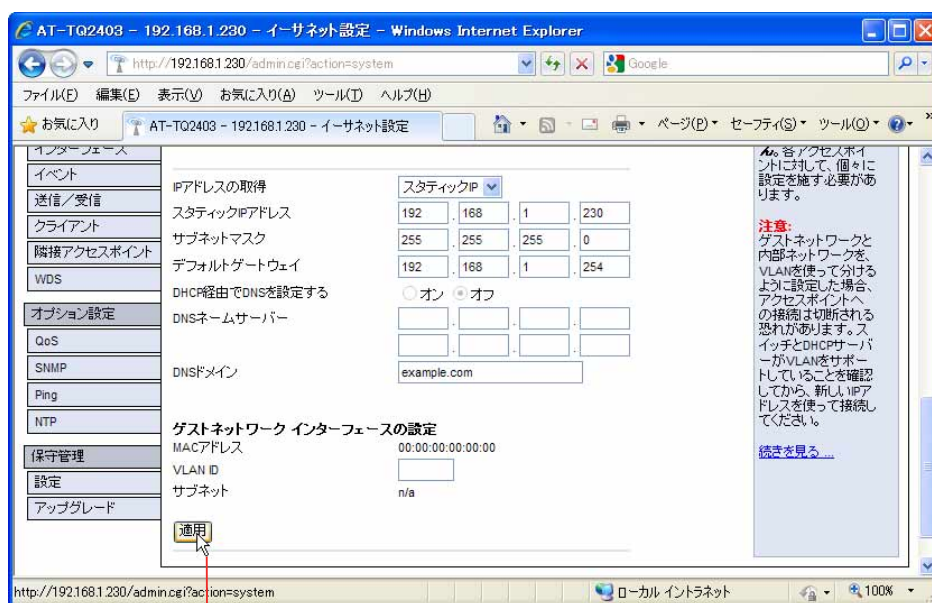 AT-TQ2403 - 192.168.1.230 - イーサネット設定 - Windows Internet Explorer
http://192.168.1.230/admin.cgi?action=system
Google
ファイル(F) 編集(E) 表示(V) お気に入り(A) ツール(T) ヘルプ(H)
お気に入り AT-TQ2403 - 192.168.1.230 - イーサネット設定 ページ(P) セーフティ(S) ツール(O) »
インターフェース
イベント
送信/受信
クライアント
隣接アクセスポイント
WDS
オプション設定
QoS
SNMP
Ping
NTP
保守管理
設定
アップグレード
IPアドレスの取得 スタティックIP
スタティックIPアドレス 192 . 168 . 1 . 230
サブネットマスク 255 . 255 . 255 . 0
デフォルトゲートウェイ 192 . 168 . 1 . 254
DHCP経由でDNSを設定する オン オフ
DNSネームサーバー . . .
. . .
DNSドメイン example.com
ゲストネットワーク インターフェースの設定
MACアドレス 00:00:00:00:00:00
VLAN ID
サブネット n/a
適用
ん。各アクセスポイ
ントに対して、個々に
設定を施す必要があ
ります。
注意:
ゲストネットワークと
内部ネットワークを、
VLANを使って分ける
ように設定した場合、
アクセスポイントへ
の接続は切断される
恐れがあります。ス
イッチとDHCPサーバ
ーがVLANをサポー
トしていることを確認
してから、新しいIPア
ドレスを使って接続し
てください。
続きを見る ...
http://192.168.1.230/admin.cgi?action=system ローカル イントラネット 100%